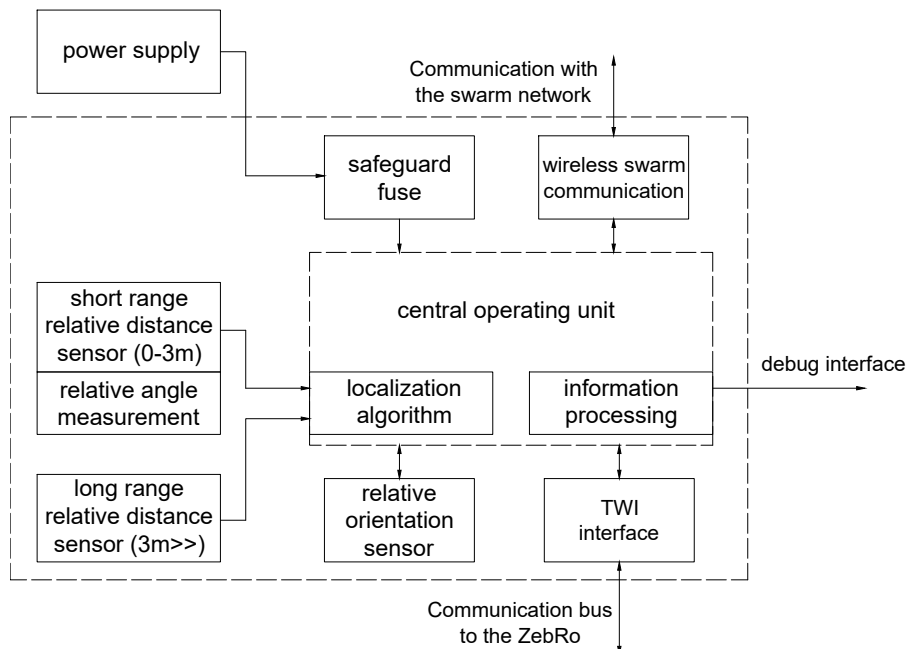 power supply
Communication with
the swarm network
safeguard
fuse
wireless swarm
communication
central operating unit
short range
relative distance
sensor (0-3m)
relative angle
measurement
localization
algorithm
information
processing
debug interface
long range
relative distance
sensor (3m>>)
relative
orientation
sensor
TWI
interface
Communication bus
to the ZebRo